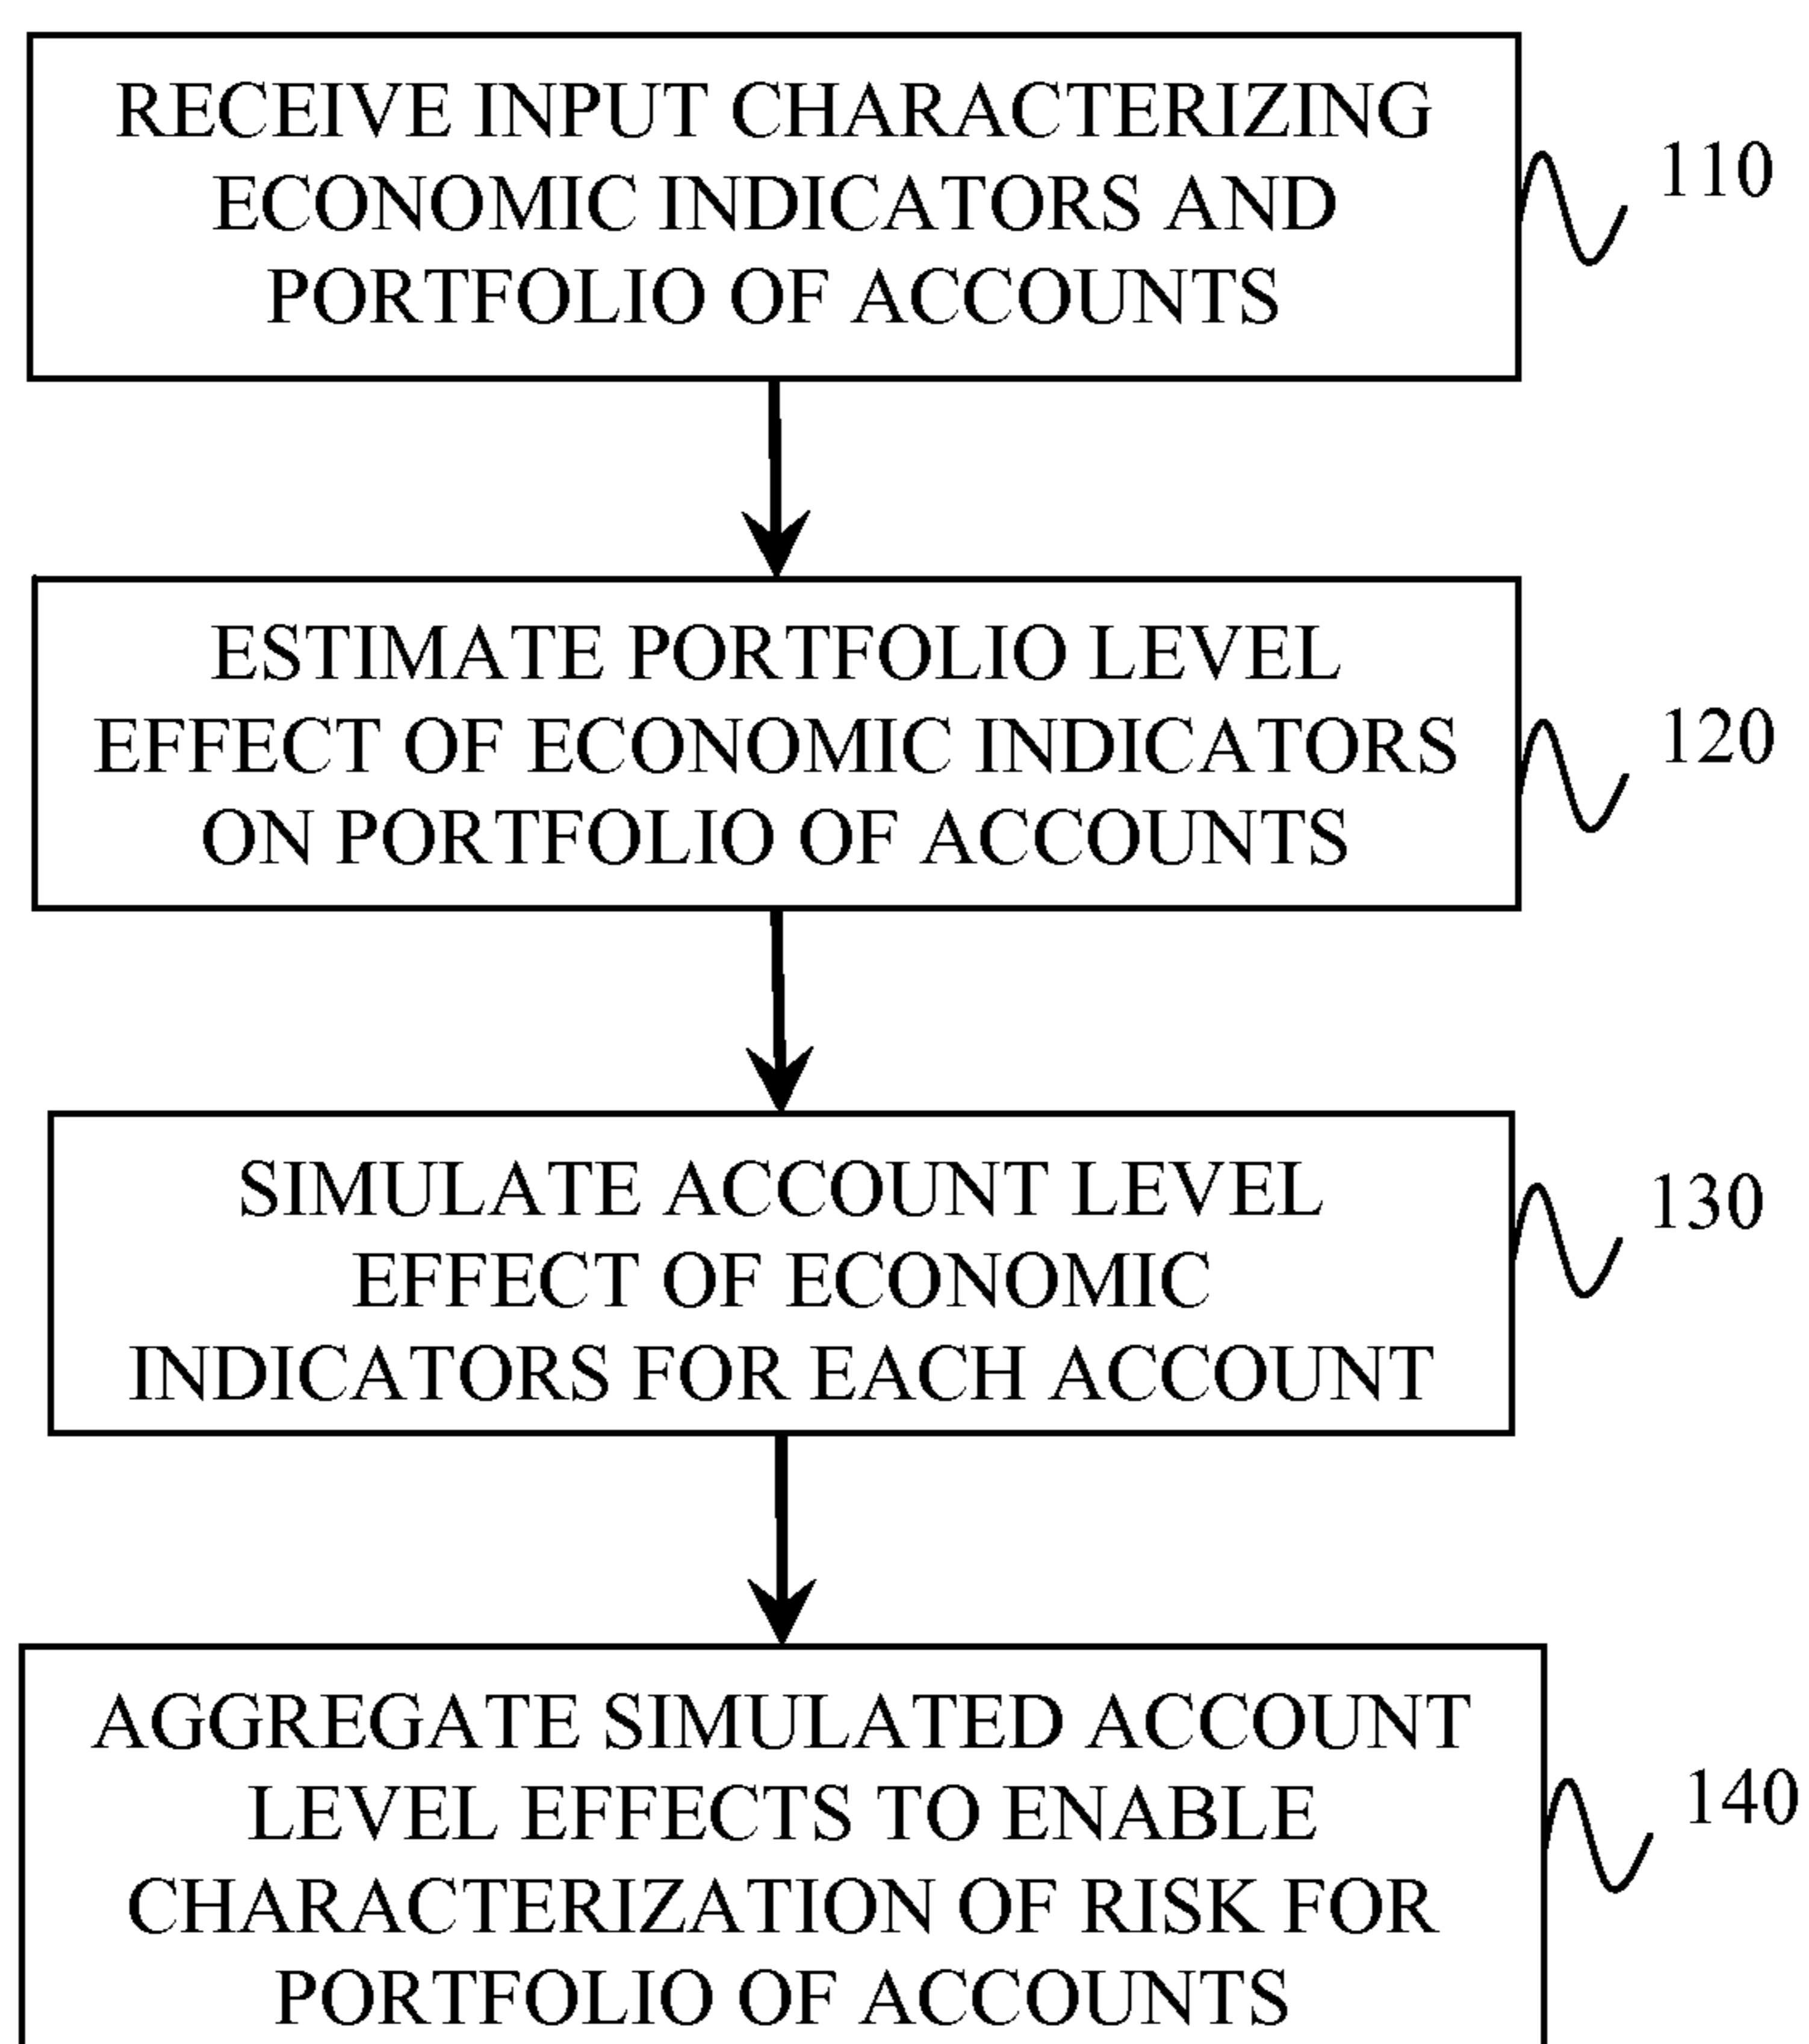 RECEIVE INPUT CHARACTERIZING
ECONOMIC INDICATORS AND
PORTFOLIO OF ACCOUNTS
110
ESTIMATE PORTFOLIO LEVEL
EFFECT OF ECONOMIC INDICATORS
ON PORTFOLIO OF ACCOUNTS
120
SIMULATE ACCOUNT LEVEL
EFFECT OF ECONOMIC
INDICATORS FOR EACH ACCOUNT
130
AGGREGATE SIMULATED ACCOUNT
LEVEL EFFECTS TO ENABLE
CHARACTERIZATION OF RISK FOR
PORTFOLIO OF ACCOUNTS
140